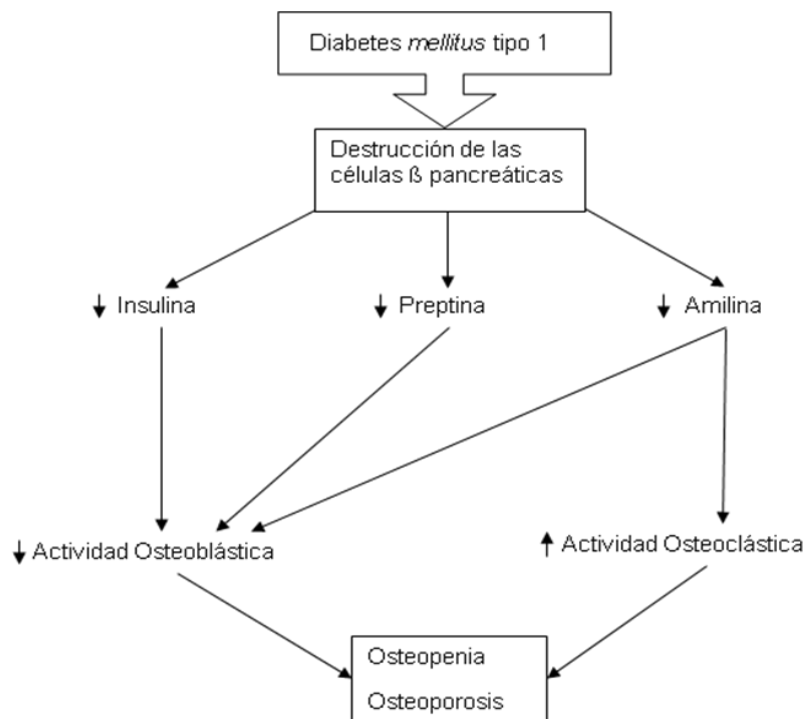 Diabetes mellitus tipo 1
Destrucción de las
células ß pancreáticas
↓ Insulina
↓ Preptina
↓ Amilina
↓ Actividad Osteoblástica
↑ Actividad Osteoclástica
Osteopenia
Osteoporosis